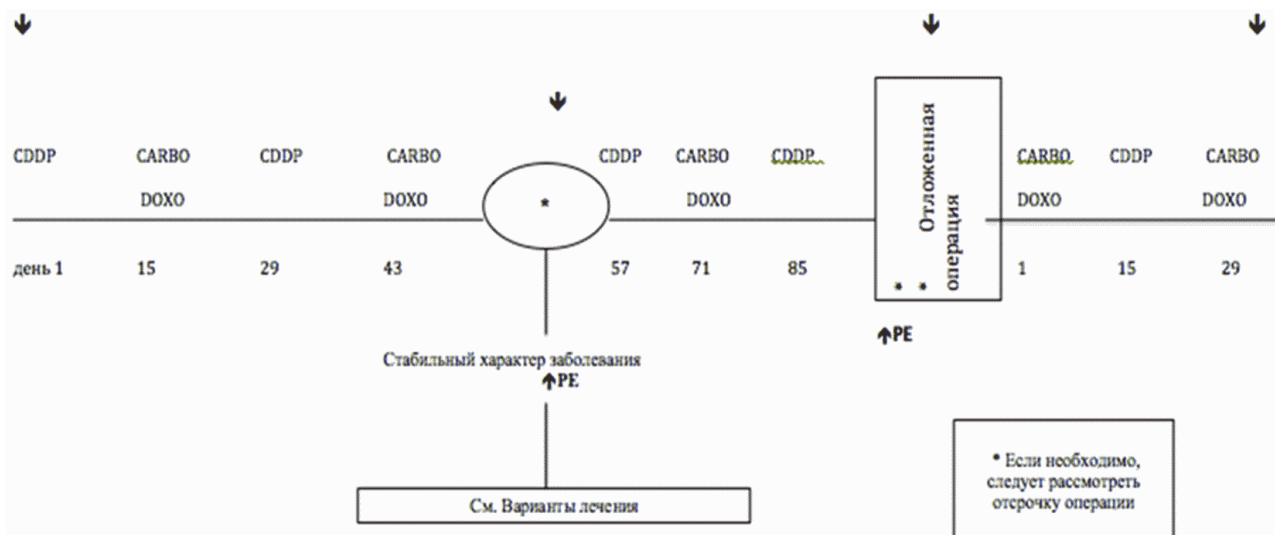 CDDP CARBO CDDP CARBO CDDP CARBO CDDP CARBO CDDP CARBO
DOXO DOXO DOXO DOXO DOXO
*
Отложенная
** операция
день 1 15 29 43 57 71 85 1 15 29
PE
Стабильный характер заболевания
PE
* Если необходимо,
следует рассмотреть
отсрочку операции
См. Варианты лечения